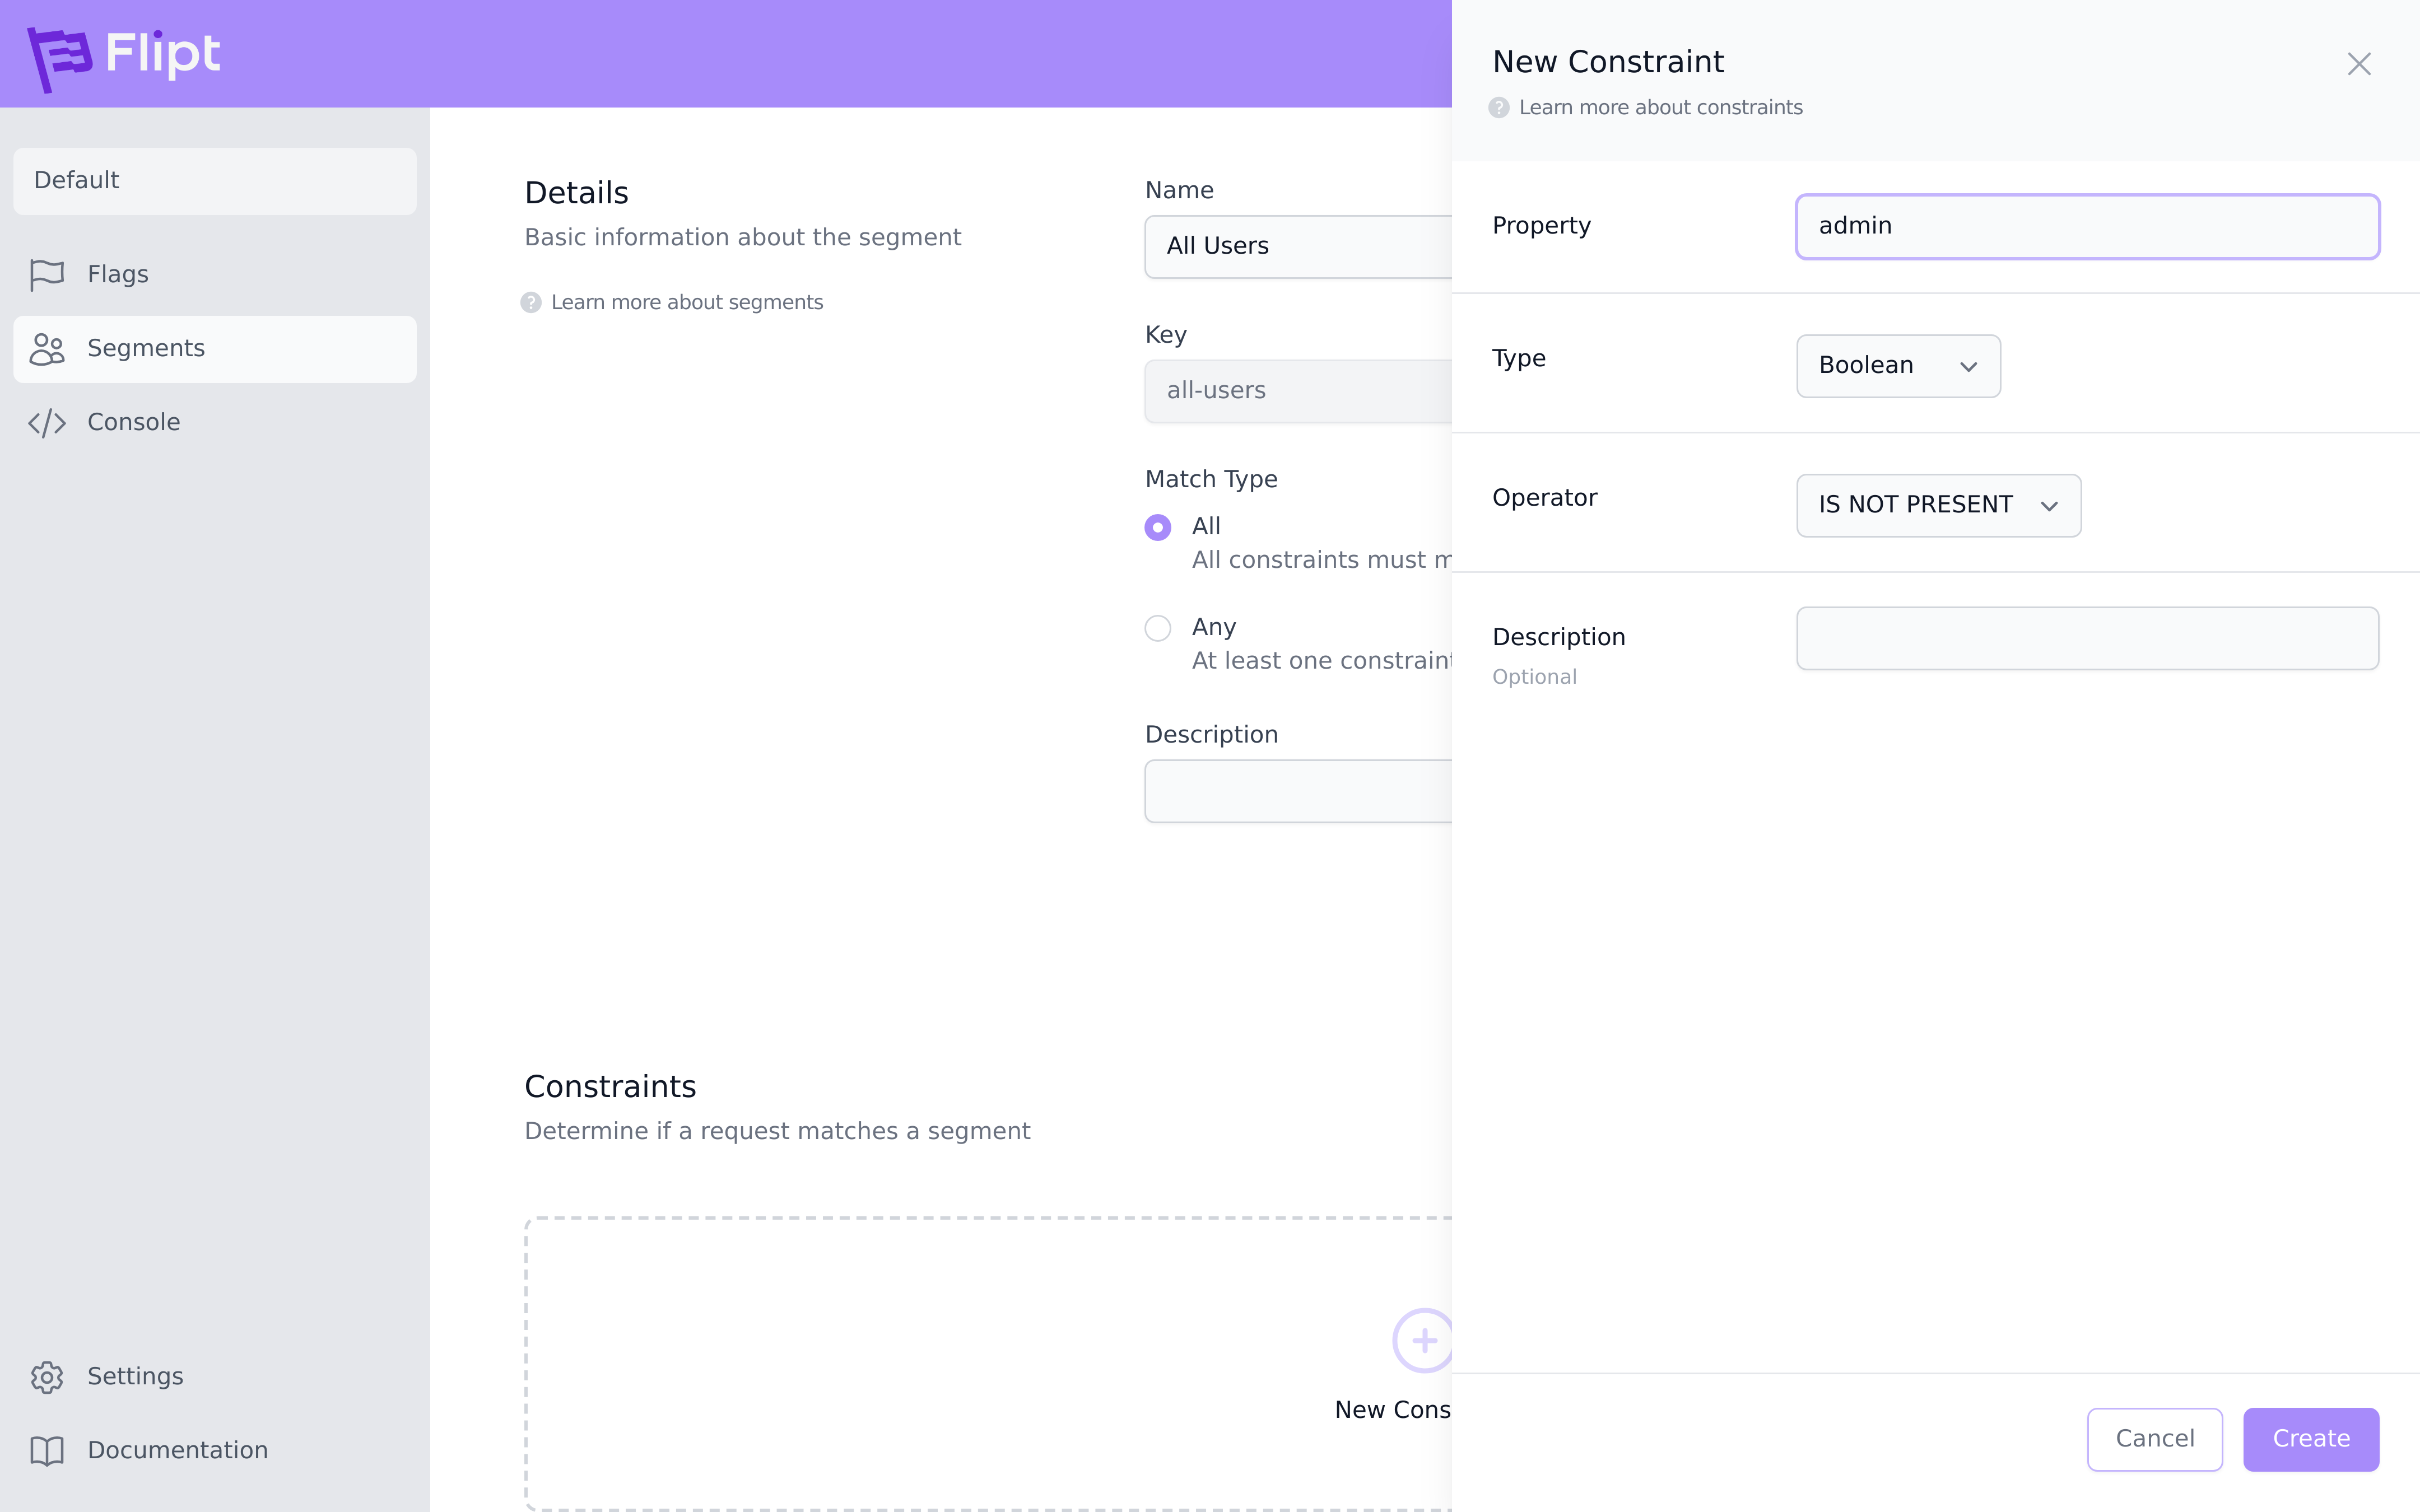 Flipt
Default
Flags
Segments
Console
Settings
Documentation
Details
Basic information about the segment
? Learn more about segments
Name
All Users
Key
all-users
Match Type
All
All constraints must m
Any
At least one constraint
Description
Constraints
Determine if a request matches a segment
New Cons
New Constraint
? Learn more about constraints
Property
admin
Type
Boolean
Operator
IS NOT PRESENT
Description
Optional
Cancel
Create